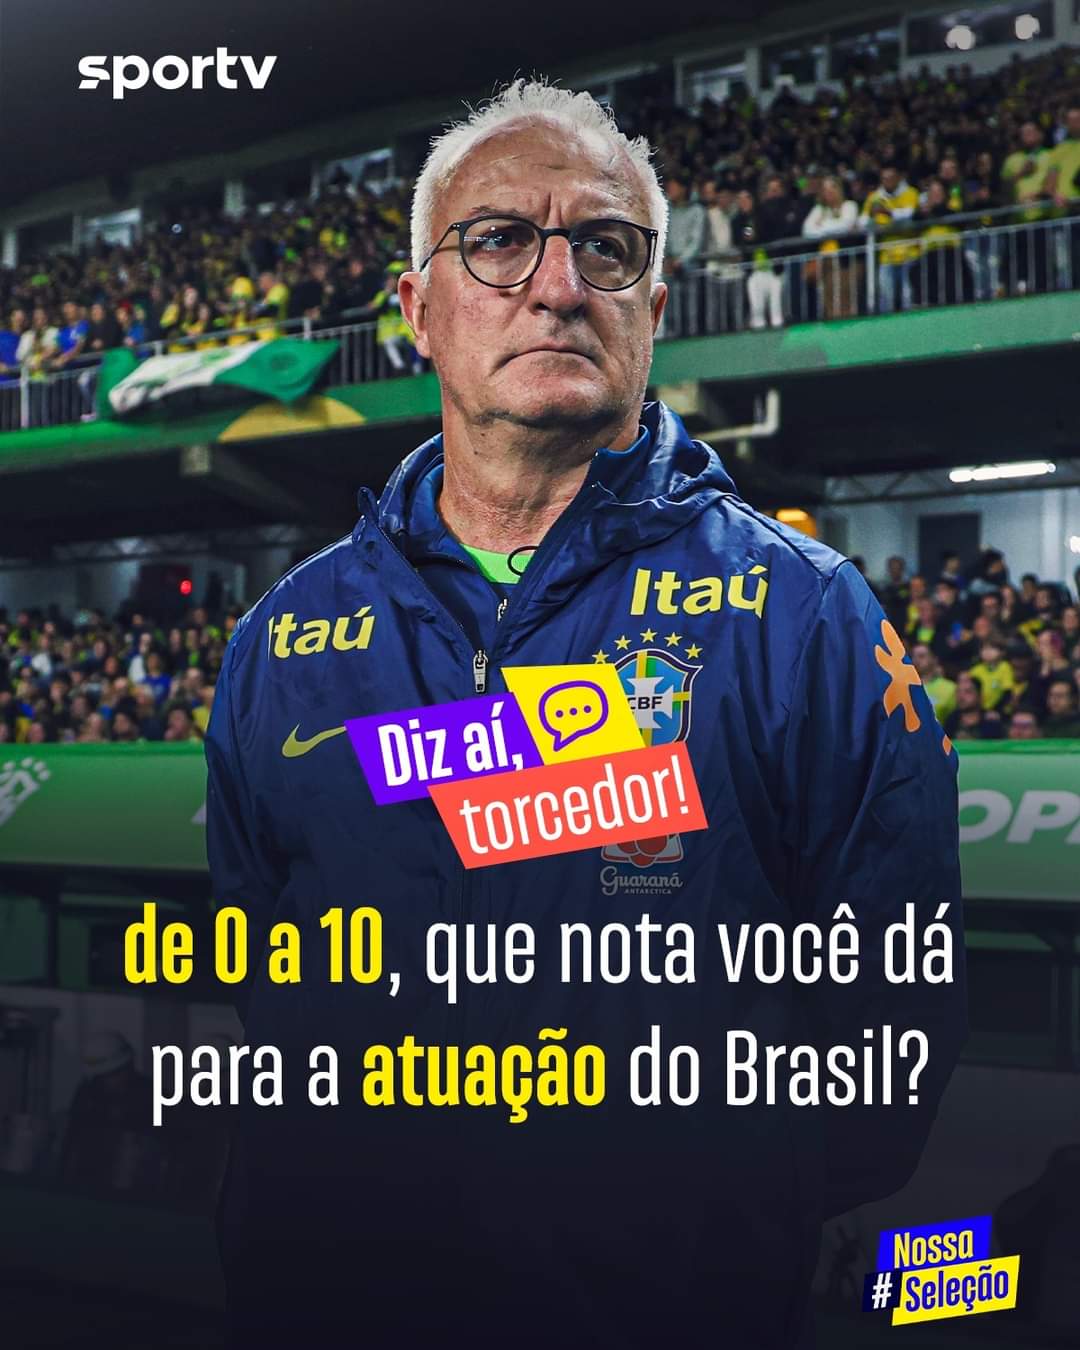 sportv
Itaú
Itaú
CBF
Diz aí,
torcedor!
Guaraná
ANTARCTICA
de 0 a 10, que nota você dá
para a atuação do Brasil?
Nossa
# Seleção